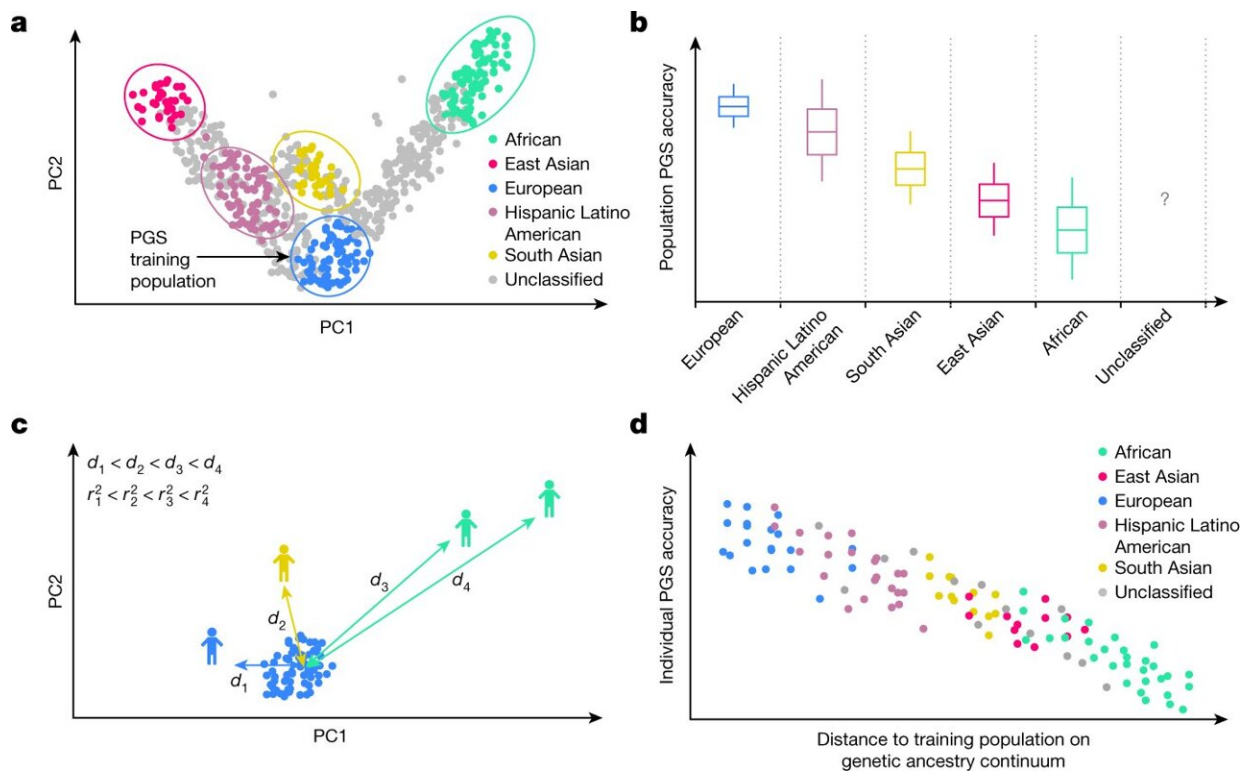 a
PC2
African
East Asian
European
Hispanic Latino
American
South Asian
Unclassified
PGS
training
population
PC1
b
Population PGS accuracy
?
European
Hispanic Latino
American
South Asian
East Asian
African
Unclassified
c
d₁ < d₂ < d₃ < d₄
r₁² < r₂² < r₃² < r₄²
PC2
d₁
d₂
d₃
d₄
PC1
d
Individual PGS accuracy
African
East Asian
European
Hispanic Latino
American
South Asian
Unclassified
Distance to training population on
genetic ancestry continuum